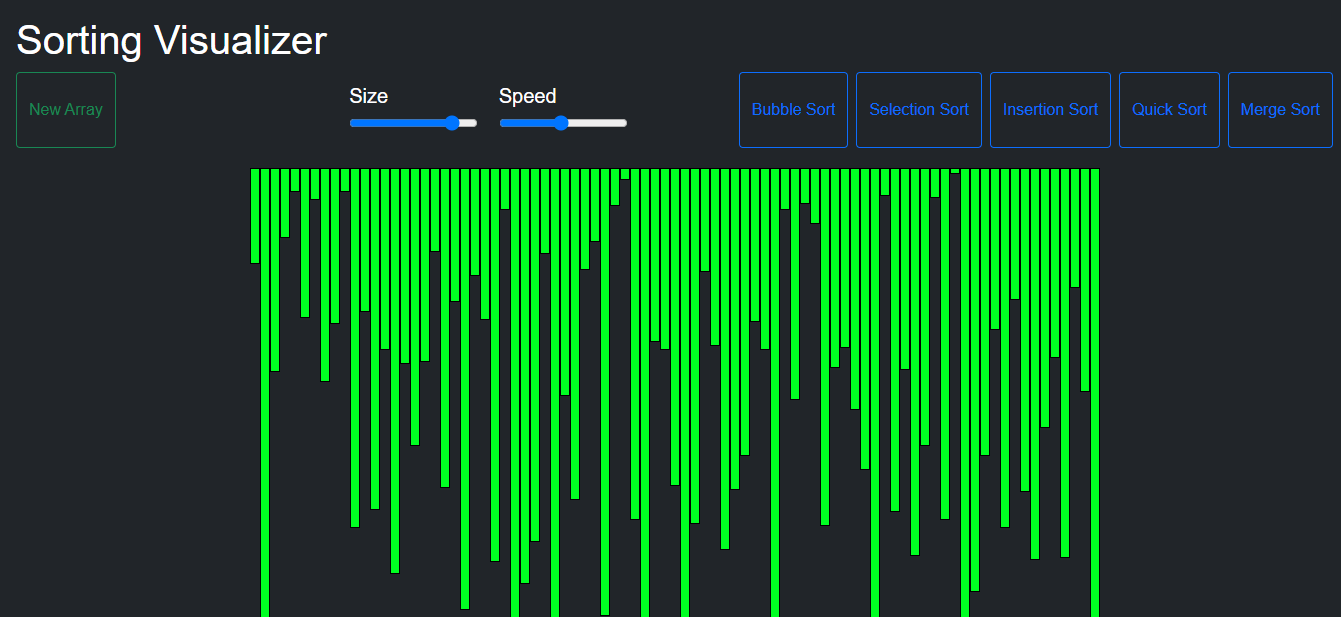 Sorting Visualizer
New Array
Size
Speed
Bubble Sort
Selection Sort
Insertion Sort
Quick Sort
Merge Sort